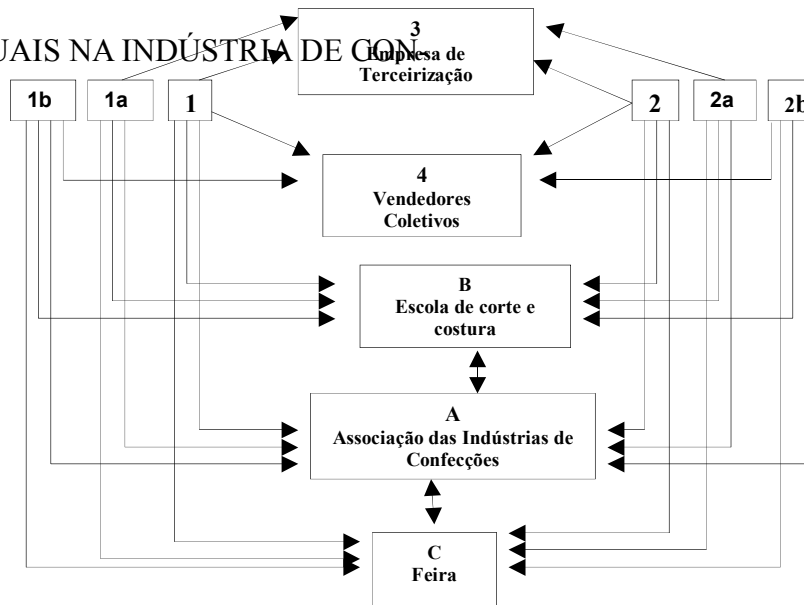 3
UAIS NA INDÚSTRIA DE CON-
Empresa de
Terceirização
1b
1a
1
2
2a
2b
4
Vendedores
Coletivos
B
Escola de corte e
costura
A
Associação das Indústrias de
Confecções
C
Feira